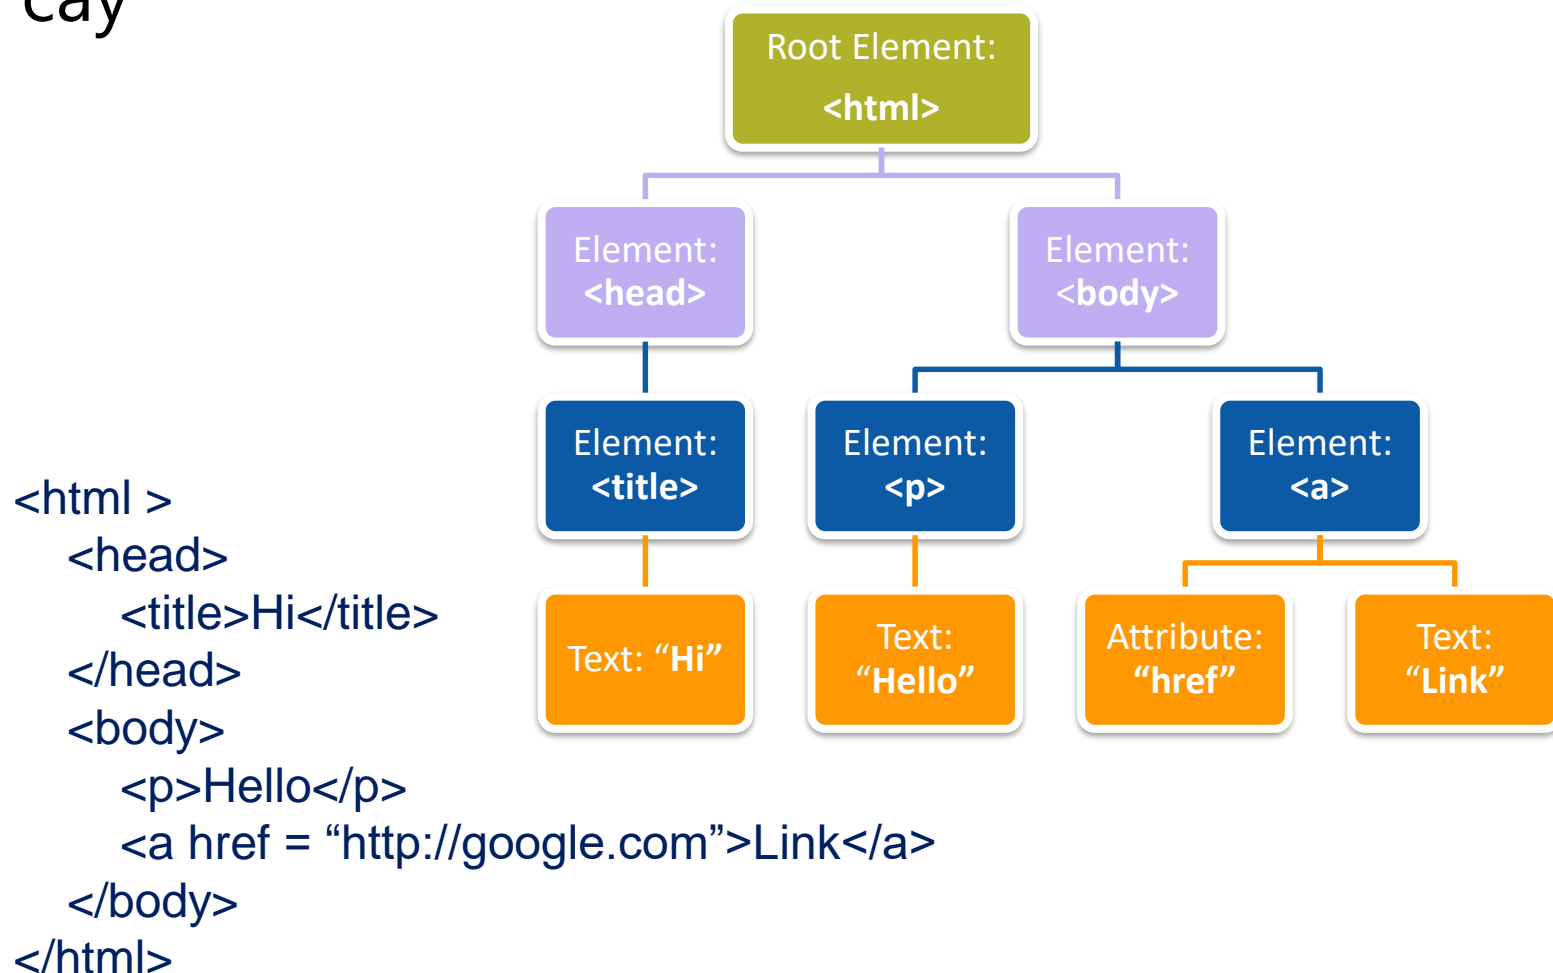 cây
Root Element:
<html>
Element:
<head>
Element:
<body>
Element:
<title>
Element:
<p>
Element:
<a>
Text: “Hi”
Text:
“Hello”
Attribute:
“href”
Text:
“Link”
<html >
<head>
<title>Hi</title>
</head>
<body>
<p>Hello</p>
<a href = “http://google.com”>Link</a>
</body>
</html>